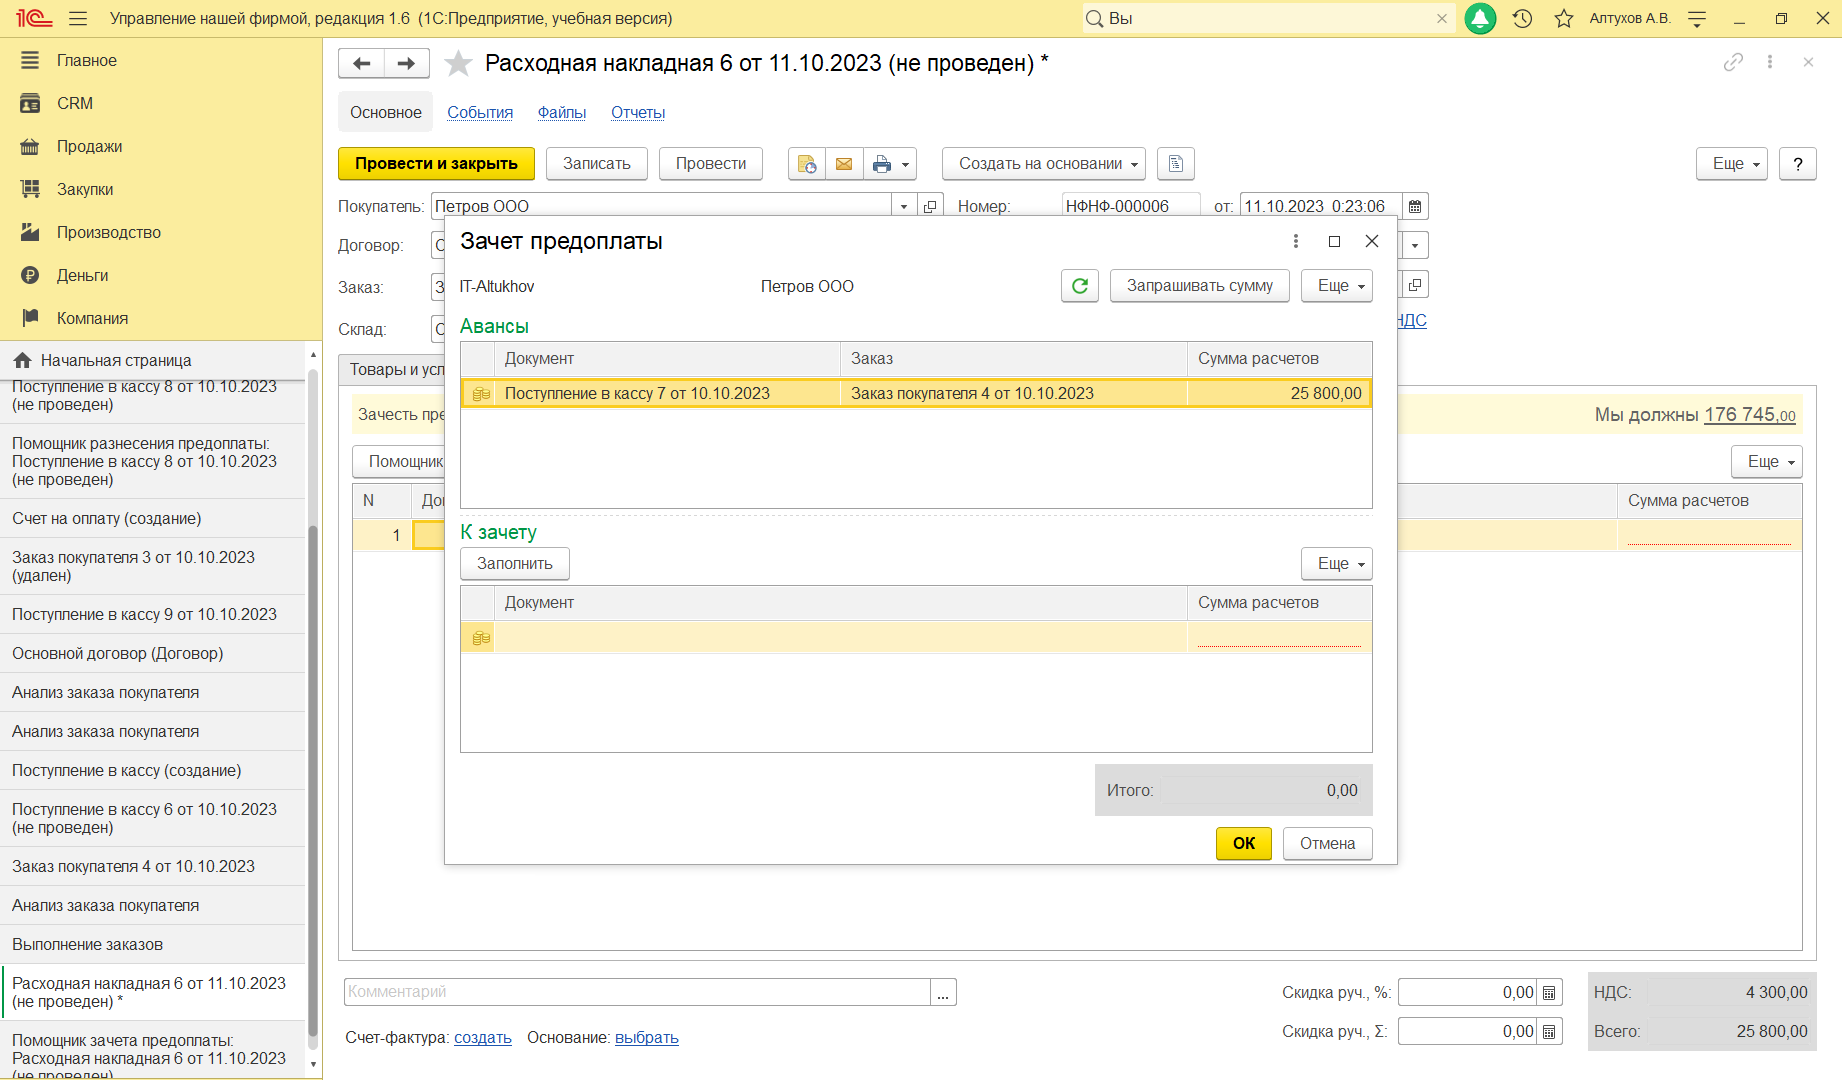 Управление нашей фирмой, редакция 1.6 (1С:Предприятие, учебная версия)
Вы
Алтухов А.В.
Главное
CRM
Продажи
Закупки
Производство
Деньги
Компания
Начальная страница
Поступление в кассу 8 от 10.10.2023
(не проведен)
Помощник разнесения предоплаты:
Поступление в кассу 8 от 10.10.2023
(не проведен)
Счет на оплату (создание)
Заказ покупателя 3 от 10.10.2023
(удален)
Поступление в кассу 9 от 10.10.2023
Основной договор (Договор)
Анализ заказа покупателя
Анализ заказа покупателя
Поступление в кассу (создание)
Поступление в кассу 6 от 10.10.2023
(не проведен)
Заказ покупателя 4 от 10.10.2023
Анализ заказа покупателя
Выполнение заказов
Расходная накладная 6 от 11.10.2023
(не проведен) *
Помощник зачета предоплаты:
Расходная накладная 6 от 11.10.2023
(не проведен)
Расходная накладная 6 от 11.10.2023 (не проведен) *
Основное События Файлы Отчеты
Провести и закрыть Записать Провести Создать на основании Еще ?
Покупатель: Петров ООО Номер: НФНФ-000006 от: 11.10.2023 0:23:06
Договор: О
Заказ: З
Склад: О
НДС
Товары и усл
Зачесть пре
Мы должны 176 745,00
Помощник
Еще
N До Сумма расчетов
1
Зачет предоплаты
IT-Altukhov Петров ООО Запрашивать сумму Еще
Авансы
Документ Заказ Сумма расчетов
Поступление в кассу 7 от 10.10.2023 Заказ покупателя 4 от 10.10.2023 25 800,00
К зачету
Заполнить Еще
Документ Сумма расчетов
Итого: 0,00
ОК Отмена
Комментарий ...
Скидка руч., %: 0,00 НДС: 4 300,00
Счет-фактура: создать Основание: выбрать
Скидка руч., Σ: 0,00 Всего: 25 800,00